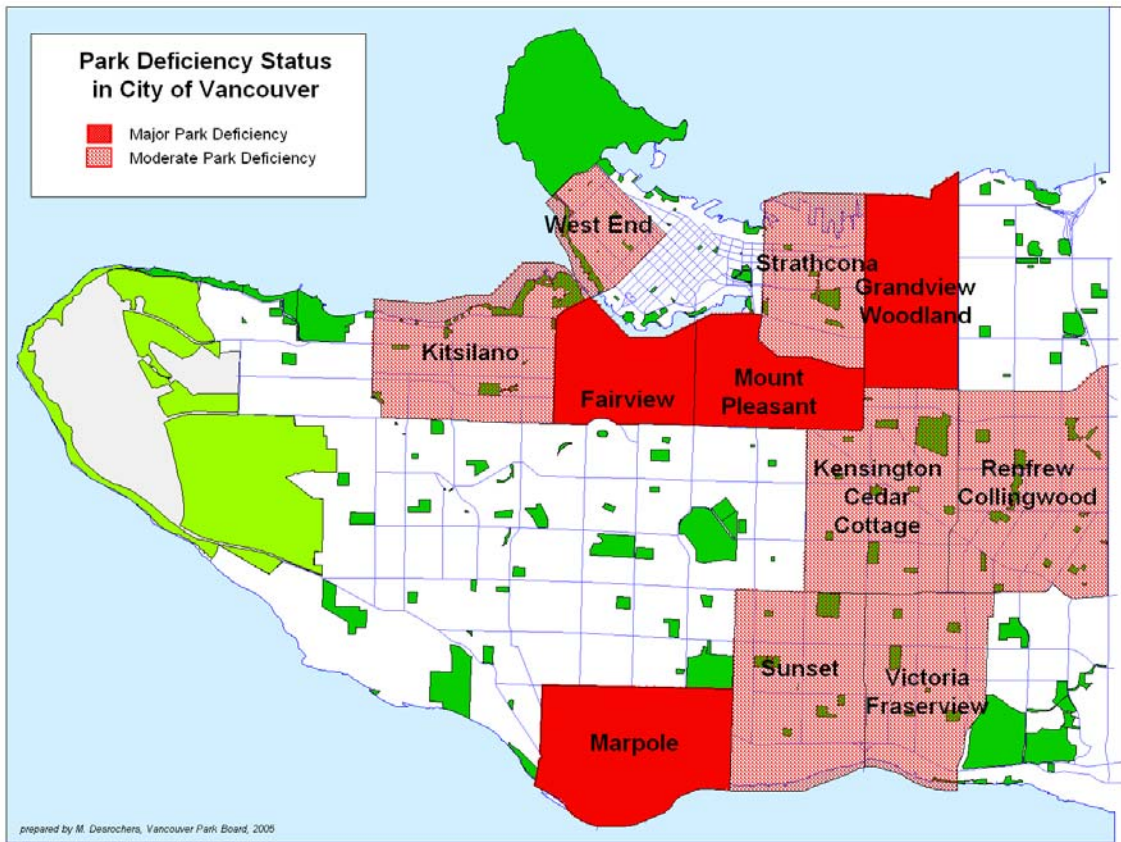 Park Deficiency Status
in City of Vancouver
Major Park Deficiency
Moderate Park Deficiency
West End
Strathcona
Grandview
Woodland
Kitsilano
Fairview
Mount
Pleasant
Kensington
Cedar
Cottage
Renfrew
Collingwood
Sunset
Victoria
Fraserview
Marpole
prepared by M. Desrochers, Vancouver Park Board, 2005